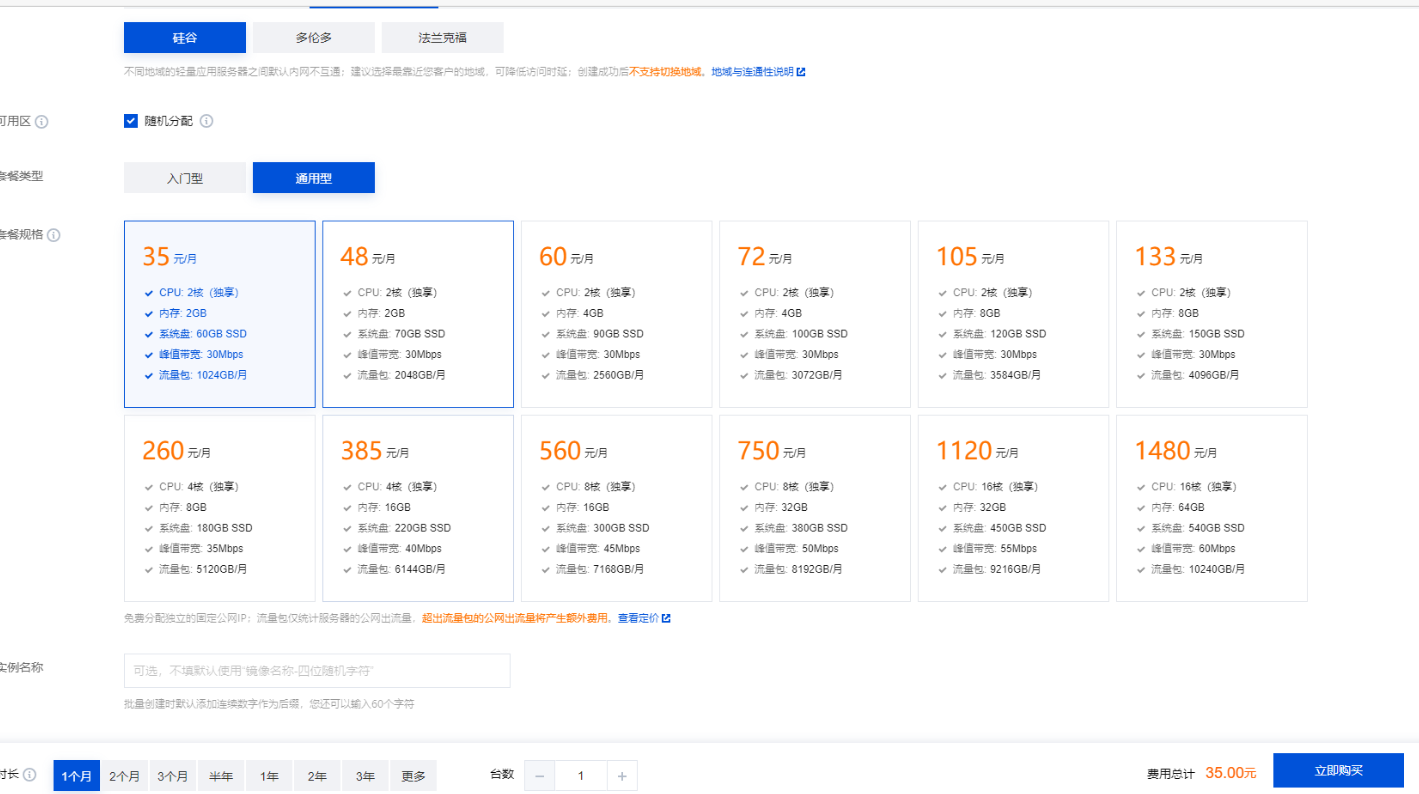 硅谷 多伦多 法兰克福
不同地域的轻量应用服务器之间默认内网不互通；建议选择最靠近您客户的地域，可降低访问时延；创建成功后不支持切换地域。地域与连通性说明
可用区 随机分配
套餐类型 入门型 通用型
套餐规格
35 元/月
CPU: 2核（独享）
内存: 2GB
系统盘: 60GB SSD
峰值带宽: 30Mbps
流量包: 1024GB/月
48 元/月
CPU: 2核（独享）
内存: 2GB
系统盘: 70GB SSD
峰值带宽: 30Mbps
流量包: 2048GB/月
60 元/月
CPU: 2核（独享）
内存: 4GB
系统盘: 90GB SSD
峰值带宽: 30Mbps
流量包: 2560GB/月
72 元/月
CPU: 2核（独享）
内存: 4GB
系统盘: 100GB SSD
峰值带宽: 30Mbps
流量包: 3072GB/月
105 元/月
CPU: 2核（独享）
内存: 8GB
系统盘: 120GB SSD
峰值带宽: 30Mbps
流量包: 3584GB/月
133 元/月
CPU: 2核（独享）
内存: 8GB
系统盘: 150GB SSD
峰值带宽: 30Mbps
流量包: 4096GB/月
260 元/月
CPU: 4核（独享）
内存: 8GB
系统盘: 180GB SSD
峰值带宽: 35Mbps
流量包: 5120GB/月
385 元/月
CPU: 4核（独享）
内存: 16GB
系统盘: 220GB SSD
峰值带宽: 40Mbps
流量包: 6144GB/月
560 元/月
CPU: 8核（独享）
内存: 16GB
系统盘: 300GB SSD
峰值带宽: 45Mbps
流量包: 7168GB/月
750 元/月
CPU: 8核（独享）
内存: 32GB
系统盘: 380GB SSD
峰值带宽: 50Mbps
流量包: 8192GB/月
1120 元/月
CPU: 16核（独享）
内存: 32GB
系统盘: 450GB SSD
峰值带宽: 55Mbps
流量包: 9216GB/月
1480 元/月
CPU: 16核（独享）
内存: 64GB
系统盘: 540GB SSD
峰值带宽: 60Mbps
流量包: 10240GB/月
免费分配独立的固定公网IP；流量包仅统计服务器的公网出流量，超出流量包的公网出流量将产生额外费用。查看定价
实例名称 可选，不填默认使用“镜像名称-四位随机字符”
批量创建时默认添加连续数字作为后缀，您还可以输入60个字符
时长 1个月 2个月 3个月 半年 1年 2年 3年 更多 台数 － 1 + 费用总计 35.00元 立即购买